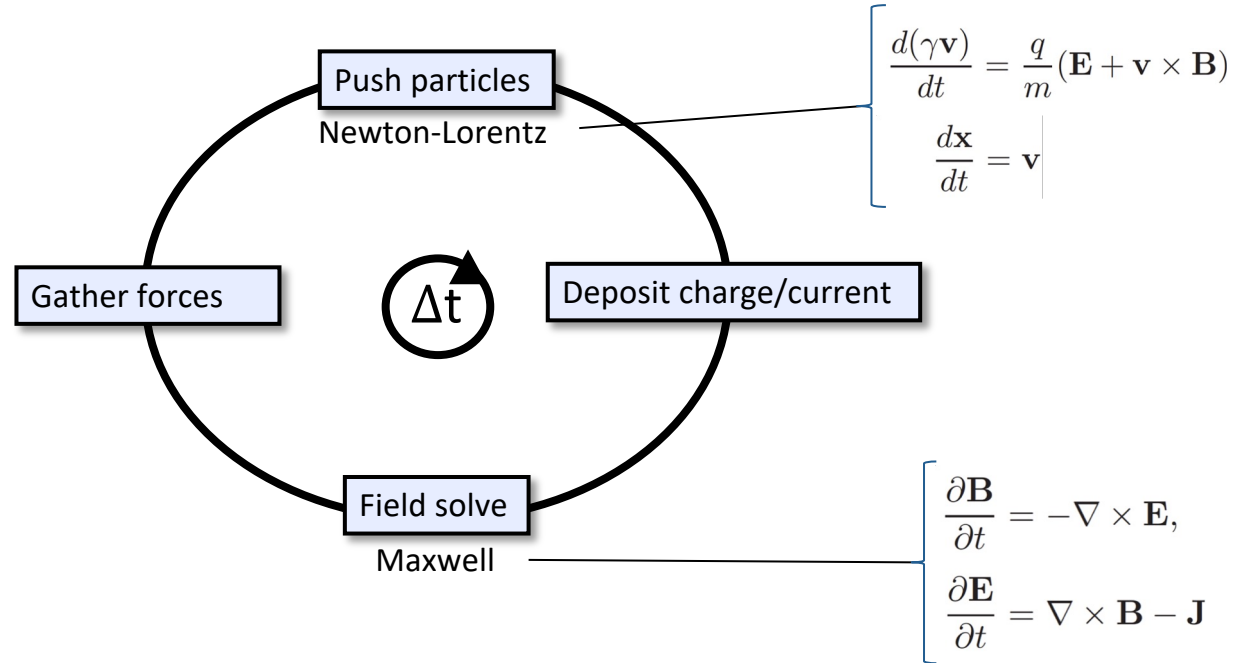 Push particles
Newton-Lorentz
d(γv)/dt = q/m (E + v × B)
dx/dt = v
Gather forces
Δt
Deposit charge/current
Field solve
Maxwell
∂B/∂t = −∇ × E,
∂E/∂t = ∇ × B − J